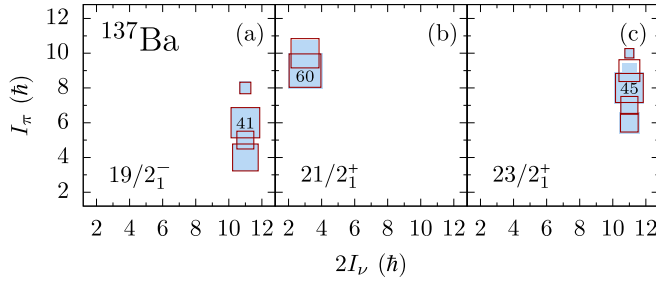 ¹³⁷Ba (a) (b) (c)
12
10
8
6
4
2
I_π (ħ)
41
60
45
19/2₁⁻ 21/2₁⁺ 23/2₁⁺
2 4 6 8 10 12 2 4 6 8 10 12 2 4 6 8 10 12
2I_ν (ħ)